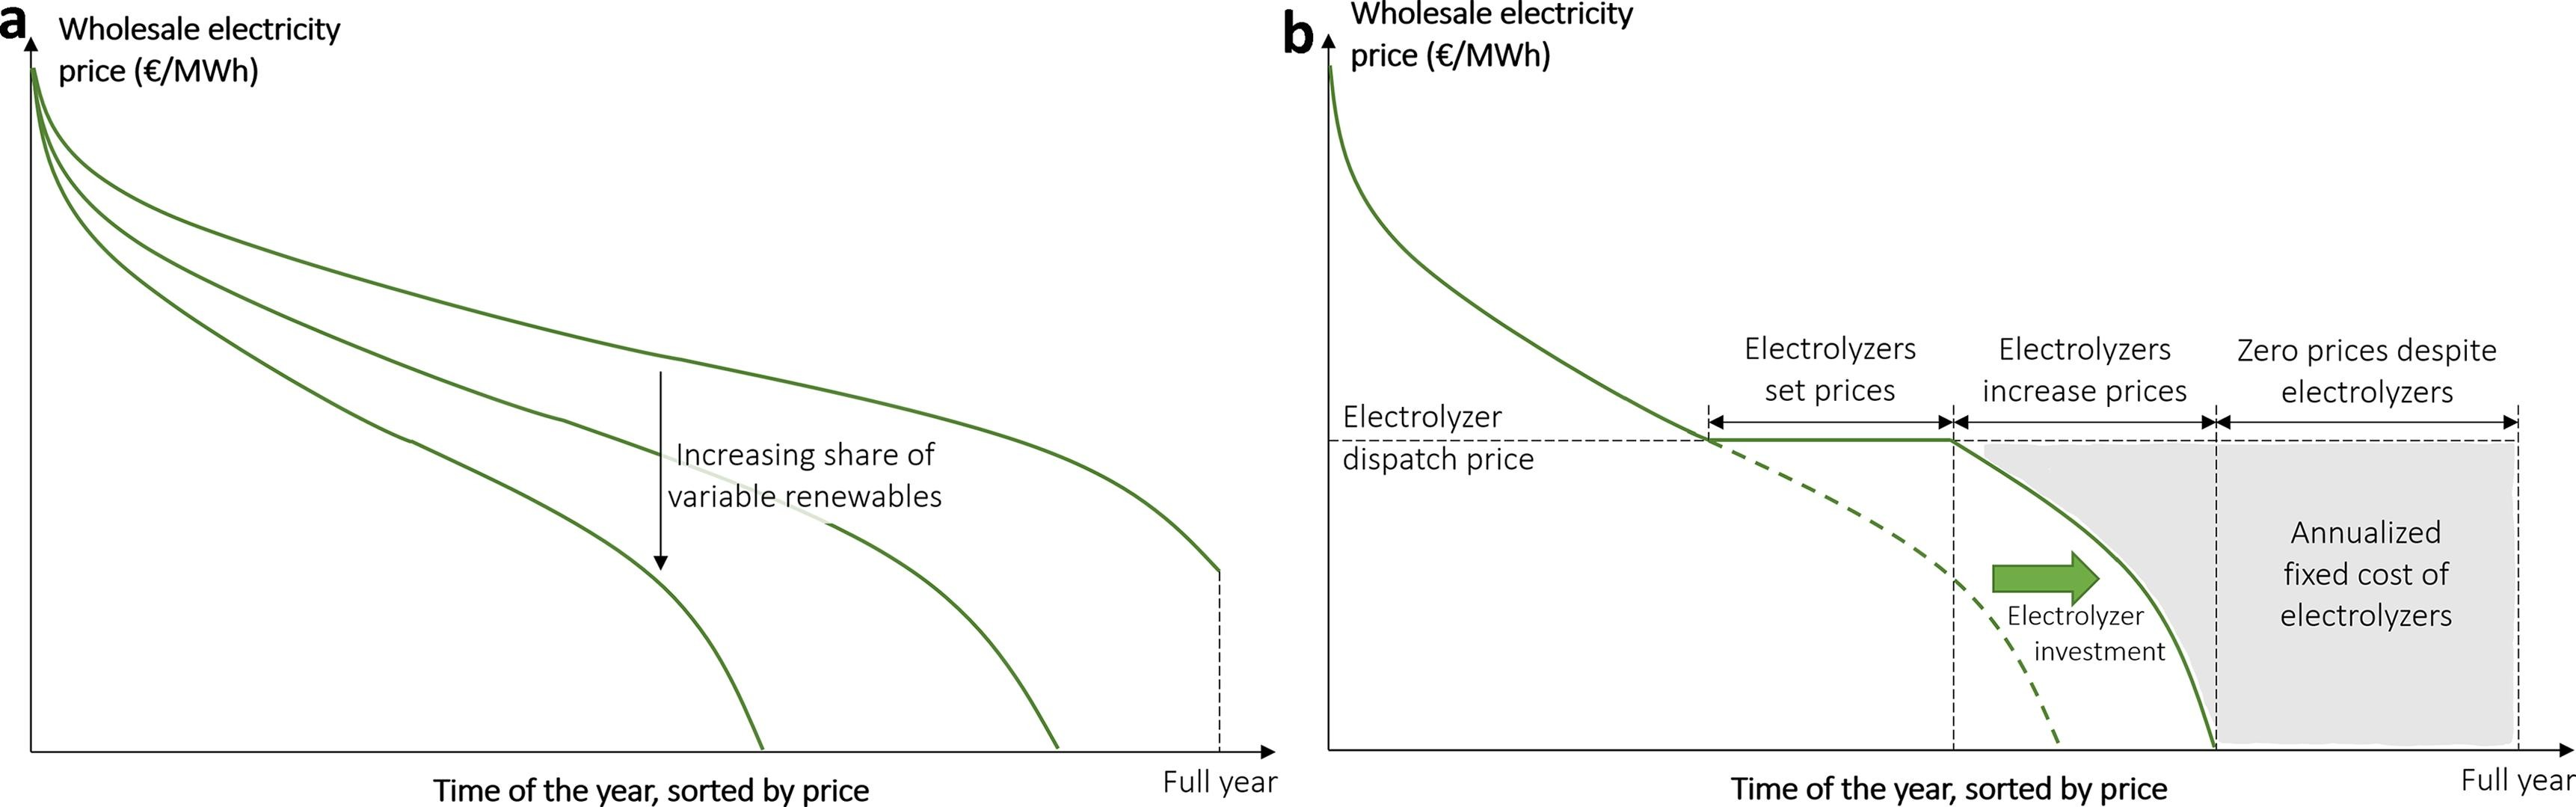 a
Wholesale electricity
price (€/MWh)
Increasing share of
variable renewables
Full year
Time of the year, sorted by price
b
Wholesale electricity
price (€/MWh)
Electrolyzer
dispatch price
Electrolyzers
set prices
Electrolyzers
increase prices
Zero prices despite
electrolyzers
Annualized
fixed cost of
electrolyzers
Electrolyzer
investment
Full year
Time of the year, sorted by price